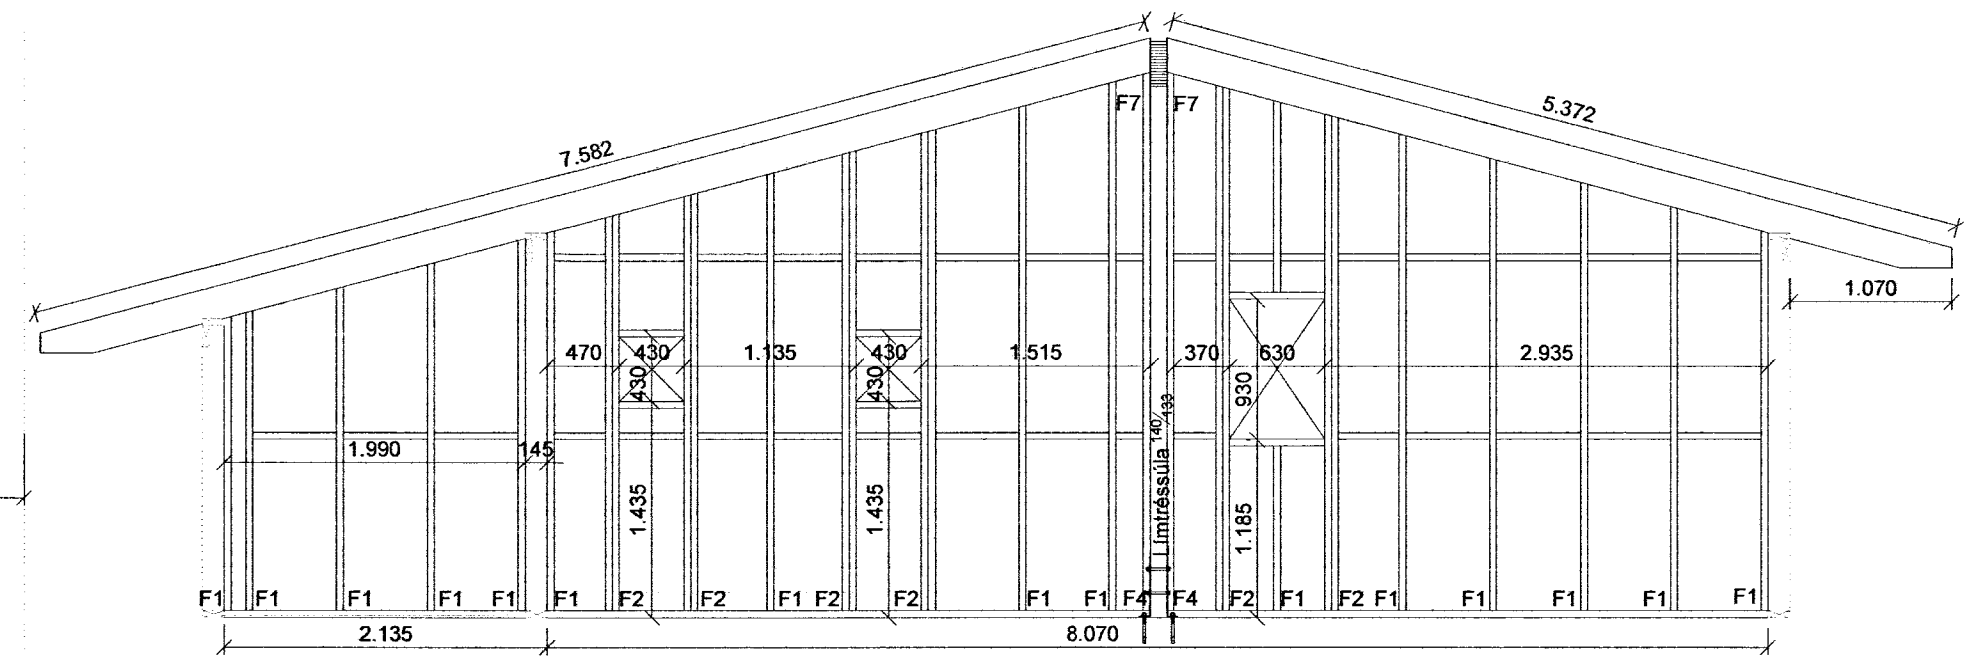 7.582
5.372
F7 F7
1.070
470 430 1.135 430 1.515 370 630 2.935
430 430 930
1.990 145
Límtréssúla 140/133
1.435 1.435 1.185
F1 F1 F1 F1 F1 F1 F2 F2 F1 F2 F2 F1 F1 F4 F4 F2 F1 F2 F1 F1 F1 F1 F1
2.135 8.070